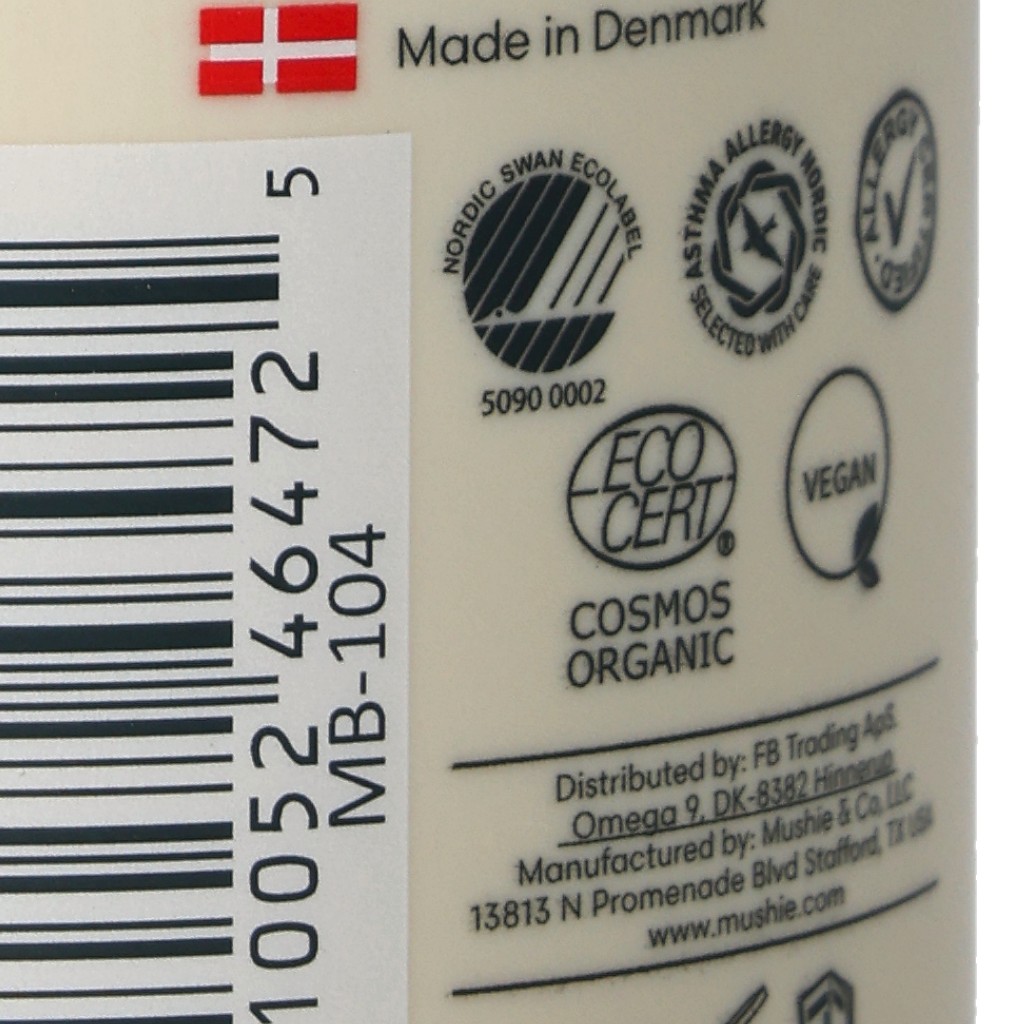 Made in Denmark
NORDIC SWAN ECOLABEL
5090 0002
ASTHMA ALLERGY NORDIC
SELECTED WITH CARE
ALLERGY CERTIFIED
ECO
CERT®
COSMOS
ORGANIC
VEGAN
Distributed by: FB Trading ApS.
Omega 9, DK-8382 Hinnerup
Manufactured by: Mushie & Co, LLC
13813 N Promenade Blvd Stafford, TX USA
www.mushie.com
10052 46472 5
MB-104